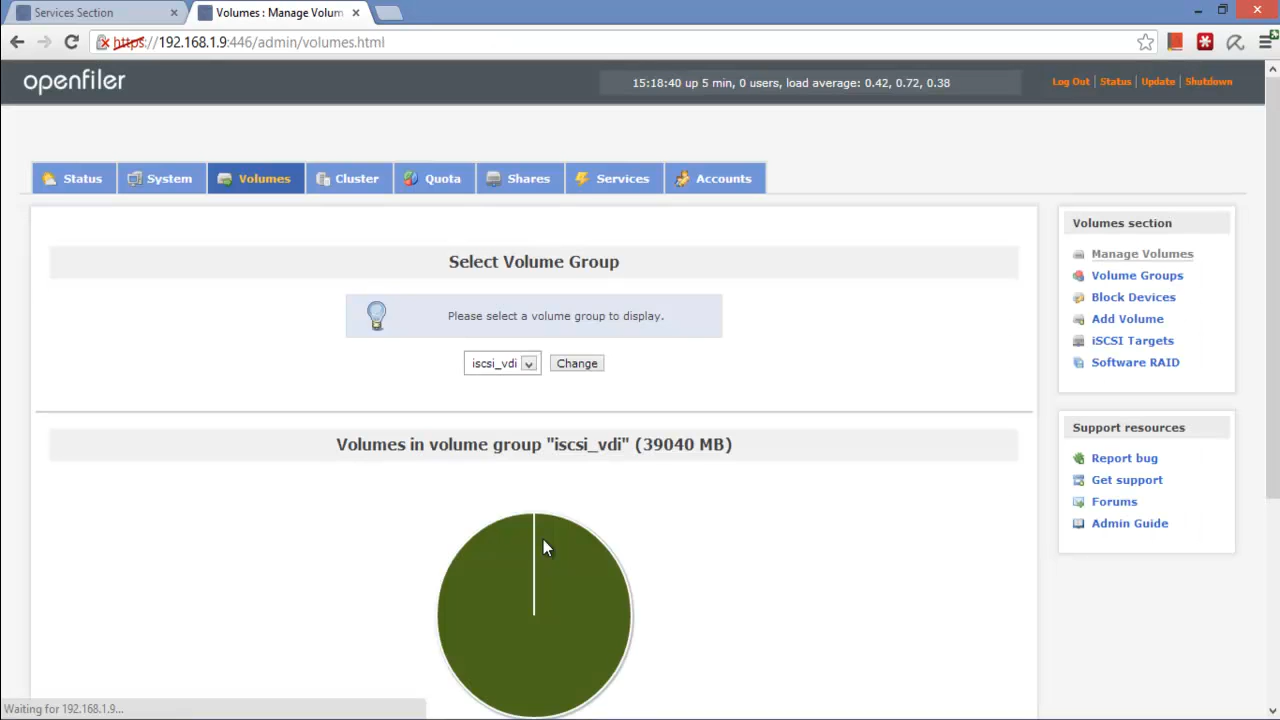 Services Section
Volumes : Manage Volum
https://192.168.1.9:446/admin/volumes.html
openfiler
15:18:40 up 5 min, 0 users, load average: 0.42, 0.72, 0.38
Log Out | Status | Update | Shutdown
Status
System
Volumes
Cluster
Quota
Shares
Services
Accounts
Select Volume Group
Please select a volume group to display.
iscsi_vdi
Change
Volumes in volume group "iscsi_vdi" (39040 MB)
Volumes section
Manage Volumes
Volume Groups
Block Devices
Add Volume
iSCSI Targets
Software RAID
Support resources
Report bug
Get support
Forums
Admin Guide
Waiting for 192.168.1.9...